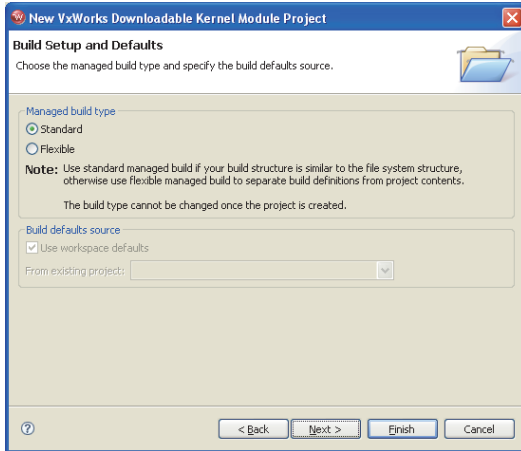 New VxWorks Downloadable Kernel Module Project
Build Setup and Defaults
Choose the managed build type and specify the build defaults source.
Managed build type
Standard
Flexible
Note: Use standard managed build if your build structure is similar to the file system structure,
otherwise use flexible managed build to separate build definitions from project contents.
The build type cannot be changed once the project is created.
Build defaults source
Use workspace defaults
From existing project:
? < Back Next > Finish Cancel